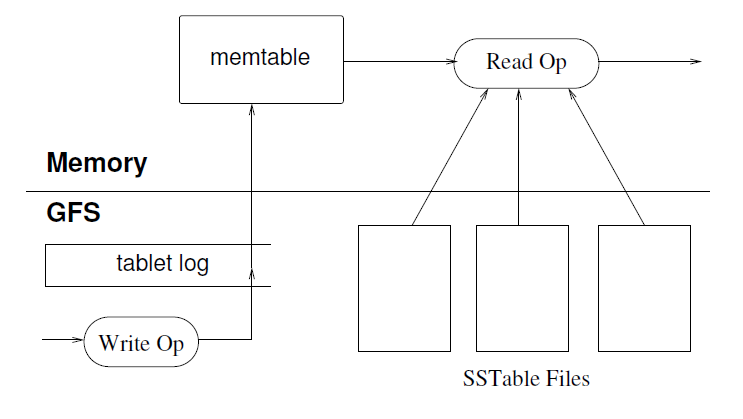 memtable
Read Op
Memory
GFS
tablet log
Write Op
SSTable Files